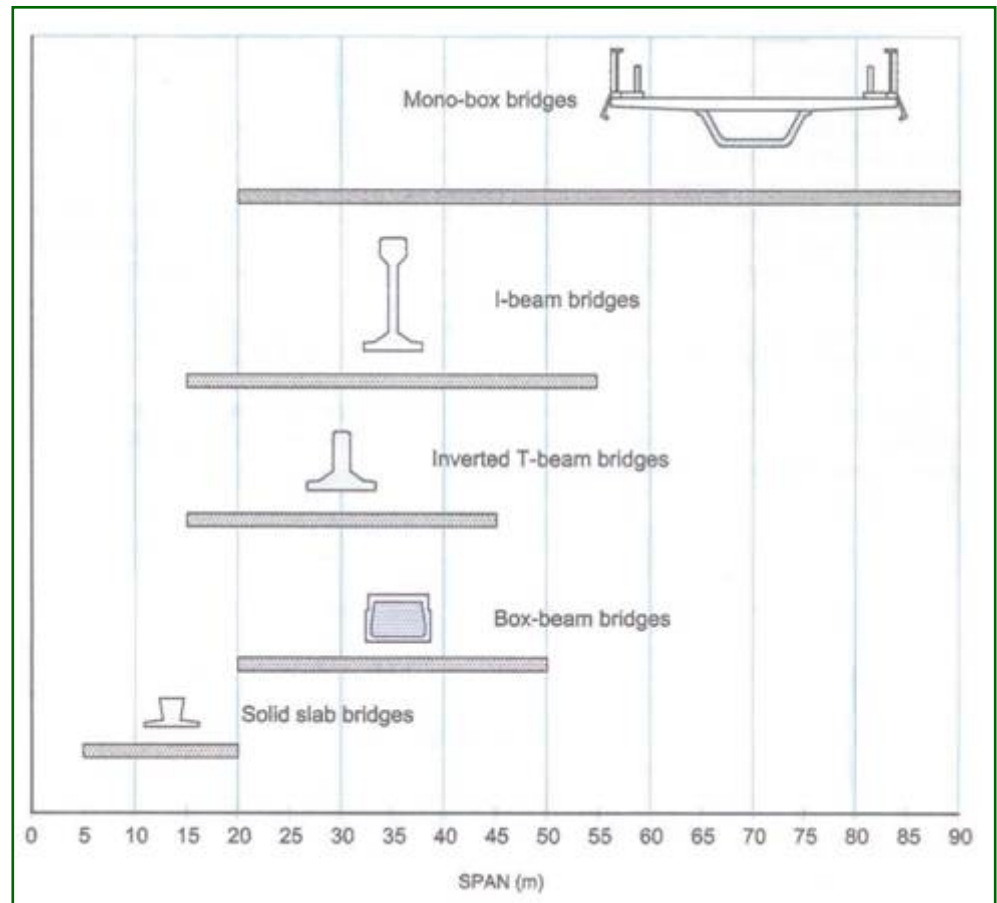 Mono-box bridges
I-beam bridges
Inverted T-beam bridges
Box-beam bridges
Solid slab bridges
0 5 10 15 20 25 30 35 40 45 50 55 60 65 70 75 80 85 90
SPAN (m)